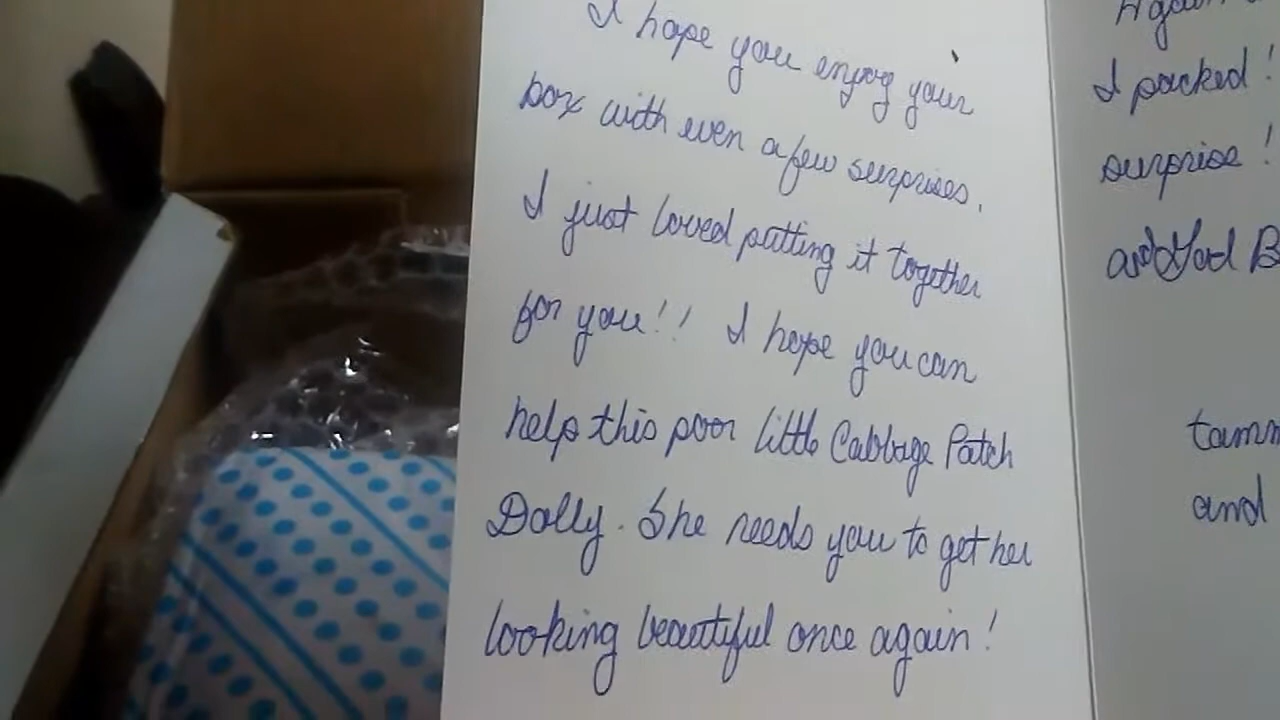 I hope you enjoy your
box with even a few surprises.
I just loved putting it together
for you!! I hope you can
help this poor little Cabbage Patch
Dolly. She needs you to get her
looking beautiful once again!
Again
I packed!
surprise!
and God
and